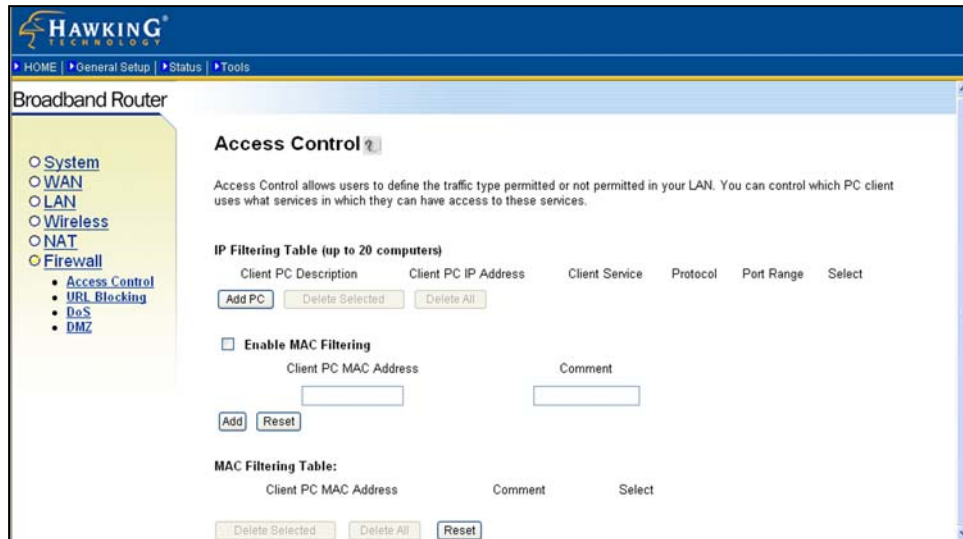 HAWKING®
TECHNOLOGY
HOME | General Setup | Status | Tools
Broadband Router
System
WAN
LAN
Wireless
NAT
Firewall
Access Control
URL Blocking
DoS
DMZ
Access Control ?
Access Control allows users to define the traffic type permitted or not permitted in your LAN. You can control which PC client
uses what services in which they can have access to these services.
IP Filtering Table (up to 20 computers)
Client PC Description Client PC IP Address Client Service Protocol Port Range Select
Add PC Delete Selected Delete All
Enable MAC Filtering
Client PC MAC Address Comment
Add Reset
MAC Filtering Table:
Client PC MAC Address Comment Select
Delete Selected Delete All Reset